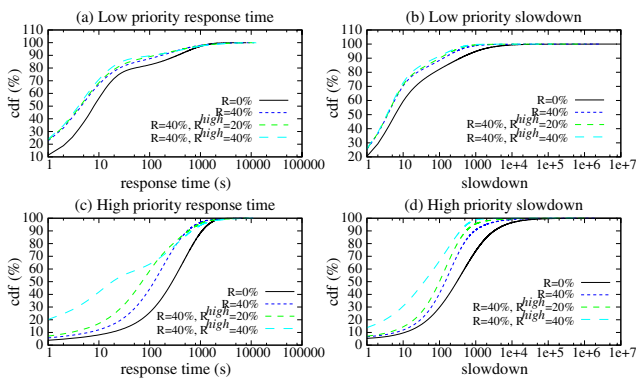 (a) Low priority response time
cdf (%)
110
100
90
80
70
60
50
40
30
20
10
R=0%
R=40%
R=40%, R^high=20%
R=40%, R^high=40%
1 10 100 1000 10000 100000
response time (s)
(b) Low priority slowdown
cdf (%)
110
100
90
80
70
60
50
40
30
20
R=0%
R=40%
R=40%, R^high=20%
R=40%, R^high=40%
1 10 100 1000 1e+4 1e+5 1e+6 1e+7
slowdown
(c) High priority response time
cdf (%)
100
90
80
70
60
50
40
30
20
10
0
R=0%
R=40%
R=40%, R^high=20%
R=40%, R^high=40%
1 10 100 1000 10000 100000
response time (s)
(d) High priority slowdown
cdf (%)
100
90
80
70
60
50
40
30
20
10
0
R=0%
R=40%
R=40%, R^high=20%
R=40%, R^high=40%
1 10 100 1000 1e+4 1e+5 1e+6 1e+7
slowdown